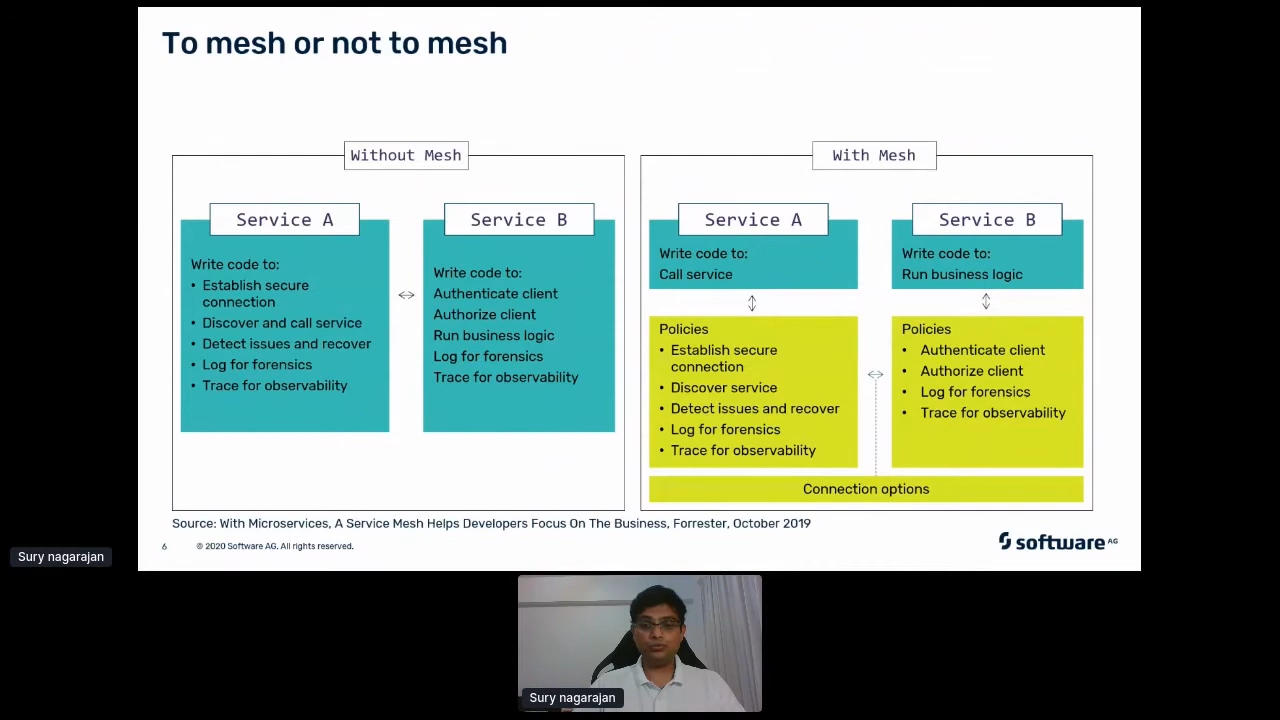 To mesh or not to mesh
Without Mesh
Service A
Write code to:
• Establish secure
connection
• Discover and call service
• Detect issues and recover
• Log for forensics
• Trace for observability
Service B
Write code to:
Authenticate client
Authorize client
Run business logic
Log for forensics
Trace for observability
With Mesh
Service A
Write code to:
Call service
Policies
• Establish secure
connection
• Discover service
• Detect issues and recover
• Log for forensics
• Trace for observability
Service B
Write code to:
Run business logic
Policies
• Authenticate client
• Authorize client
• Log for forensics
• Trace for observability
Connection options
Source: With Microservices, A Service Mesh Helps Developers Focus On The Business, Forrester, October 2019
6 © 2020 Software AG. All rights reserved.
software AG
Sury nagarajan
Sury nagarajan